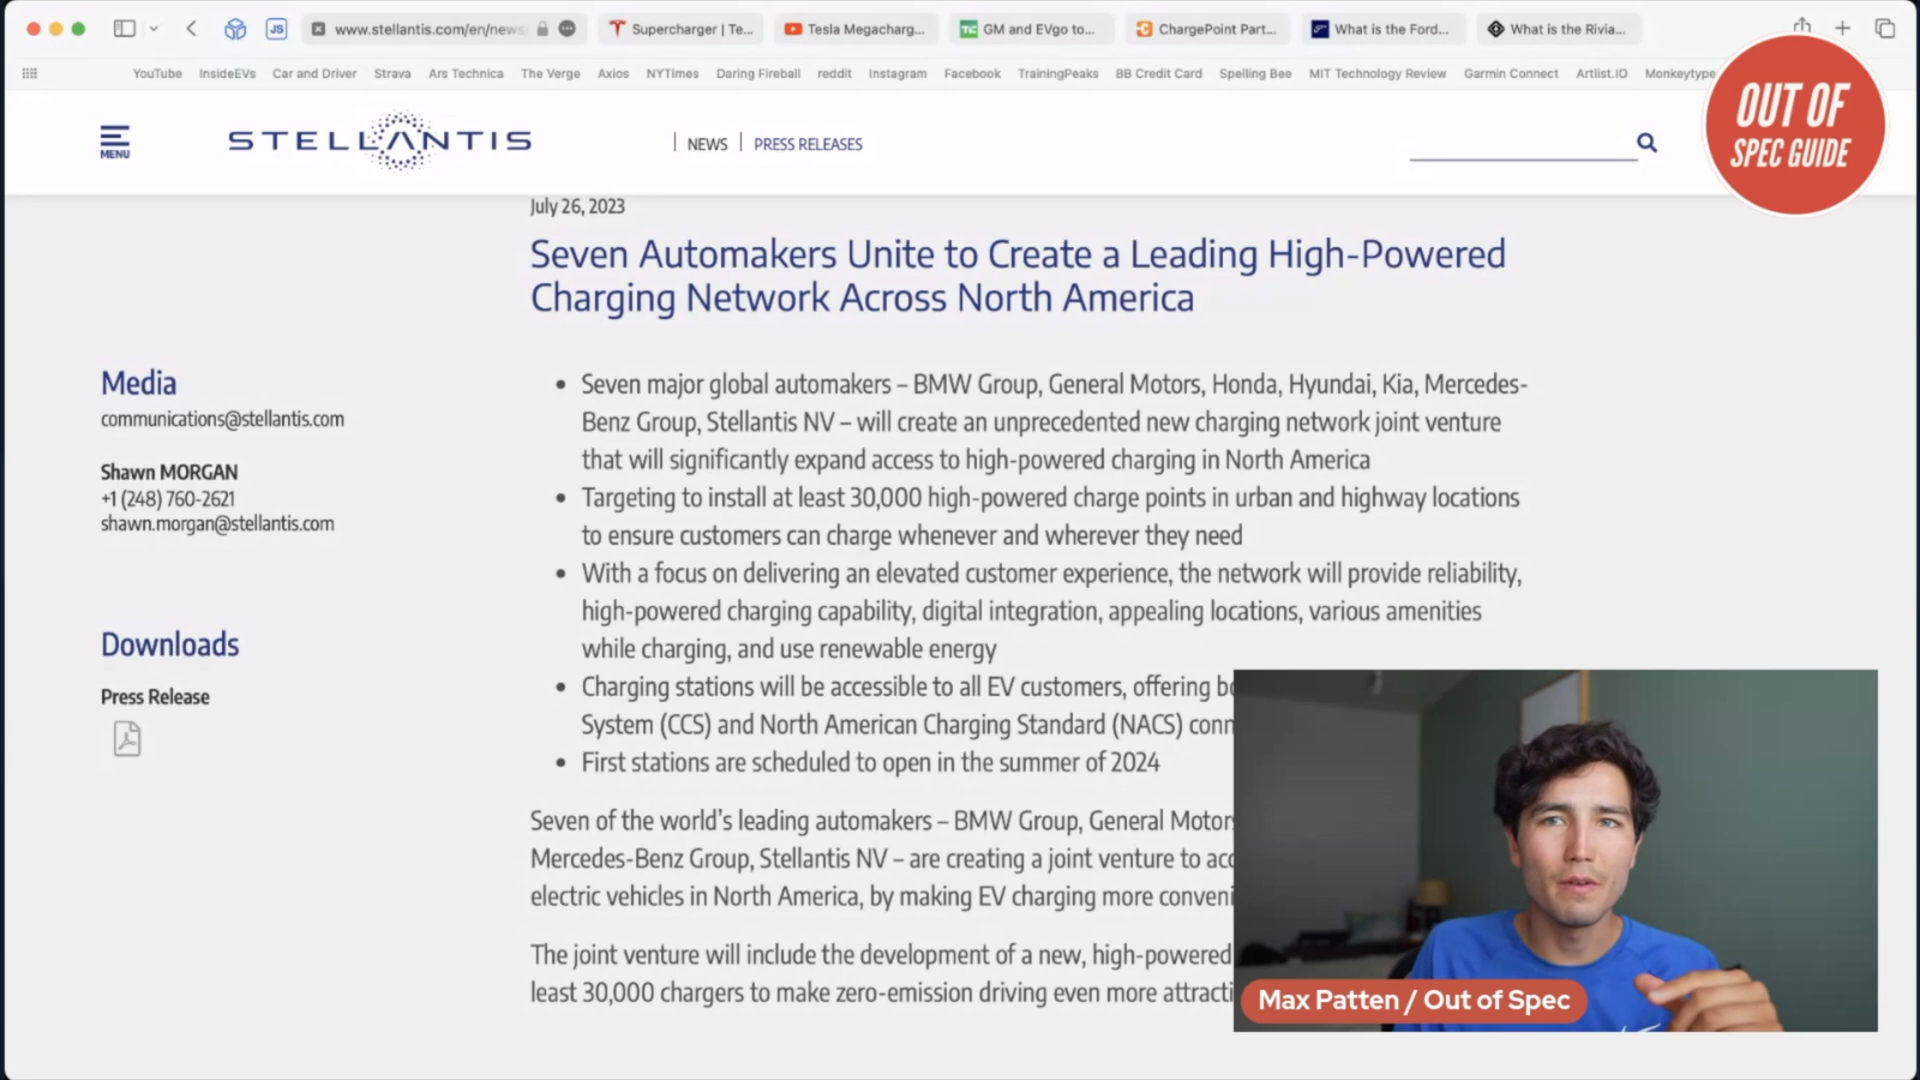 JS
www.stellantis.com/en/news
Supercharger | Te...
Tesla Megacharg...
TC
GM and EVgo to...
ChargePoint Part...
What is the Ford...
What is the Rivia...
YouTube
InsideEVs
Car and Driver
Strava
Ars Technica
The Verge
Axios
NYTimes
Daring Fireball
reddit
Instagram
Facebook
TrainingPeaks
BB Credit Card
Spelling Bee
MIT Technology Review
Garmin Connect
Artlist.IO
Monkeytype
OUT OF
SPEC GUIDE
MENU
STELLANTIS
NEWS
PRESS RELEASES
July 26, 2023
Seven Automakers Unite to Create a Leading High-Powered
Charging Network Across North America
Media
communications@stellantis.com
Shawn MORGAN
+1 (248) 760-2621
shawn.morgan@stellantis.com
Downloads
Press Release
• Seven major global automakers – BMW Group, General Motors, Honda, Hyundai, Kia, Mercedes-
Benz Group, Stellantis NV – will create an unprecedented new charging network joint venture
that will significantly expand access to high-powered charging in North America
• Targeting to install at least 30,000 high-powered charge points in urban and highway locations
to ensure customers can charge whenever and wherever they need
• With a focus on delivering an elevated customer experience, the network will provide reliability,
high-powered charging capability, digital integration, appealing locations, various amenities
while charging, and use renewable energy
• Charging stations will be accessible to all EV customers, offering
System (CCS) and North American Charging Standard (NACS)
• First stations are scheduled to open in the summer of 2024
Seven of the world's leading automakers – BMW Group, General
Mercedes-Benz Group, Stellantis NV – are creating a joint venture to
electric vehicles in North America, by making EV charging more
The joint venture will include the development of a new, high-powered
least 30,000 chargers to make zero-emission driving even more
Max Patten / Out of Spec